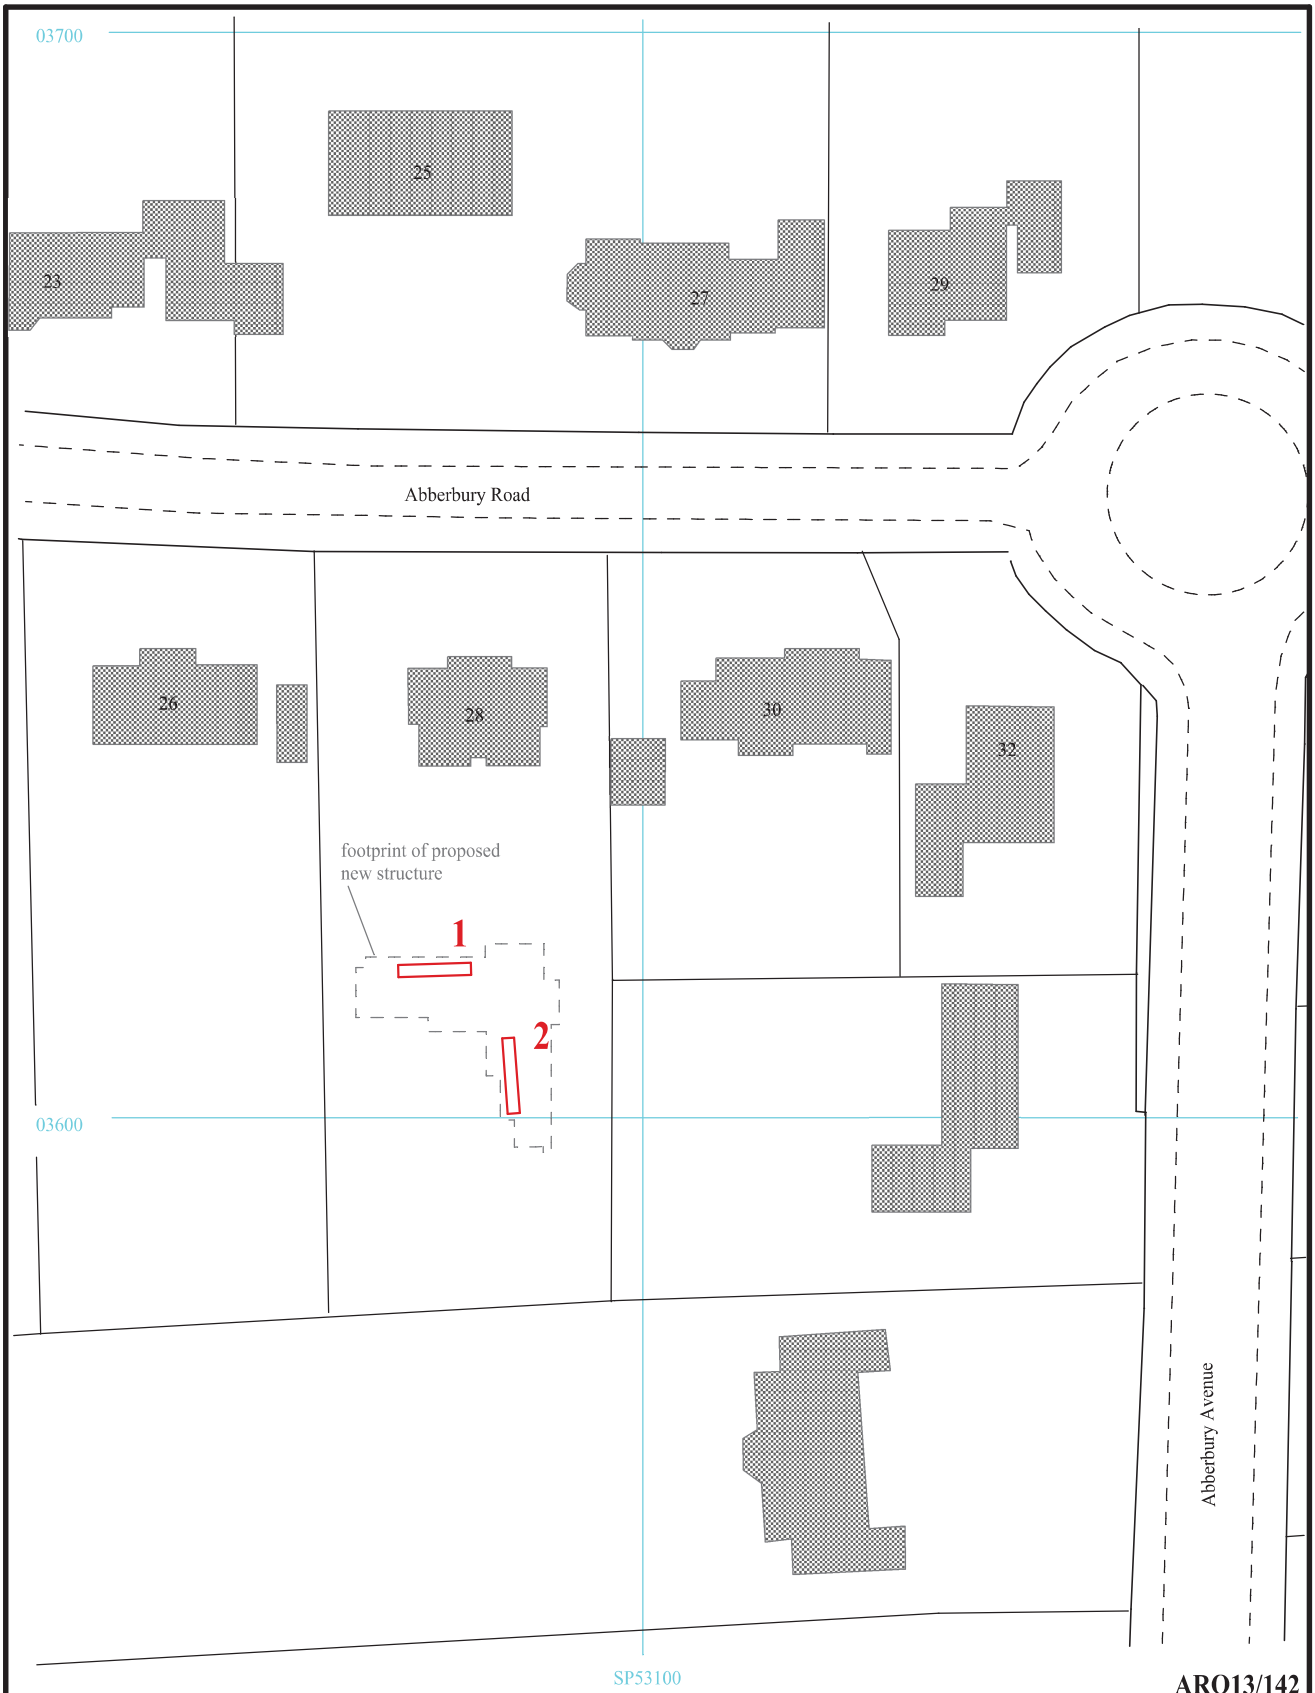 03700
25
23
27
29
Abberbury Road
26
28
30
32
footprint of proposed
new structure
1
2
03600
Abberbury Avenue
SP53100
ARO13/142